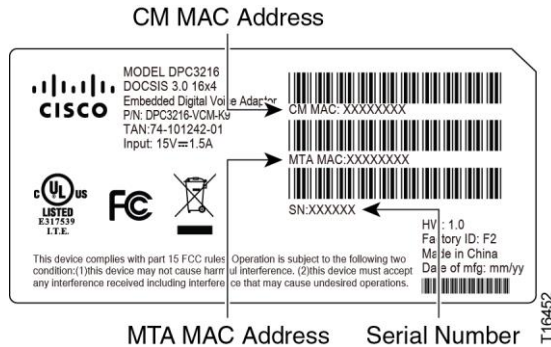 CM MAC Address
CISCO
MODEL DPC3216
DOCSIS 3.0 16x4
Embedded Digital Voice Adaptor
P/N: DPC3216-VCM-K9
TAN:74-101242-01
Input: 15V⎓1.5A
CM MAC: XXXXXXXX
MTA MAC:XXXXXXXX
SN:XXXXXX
c UL US
LISTED
E317539
I.T.E.
FC
HW: 1.0
Factory ID: F2
Made in China
Date of mfg: mm/yy
This device complies with part 15 FCC rules. Operation is subject to the following two
condition:(1)this device may not cause harmful interference. (2)this device must accept
any interference received including interference that may cause undesired operations.
MTA MAC Address
Serial Number
T16452